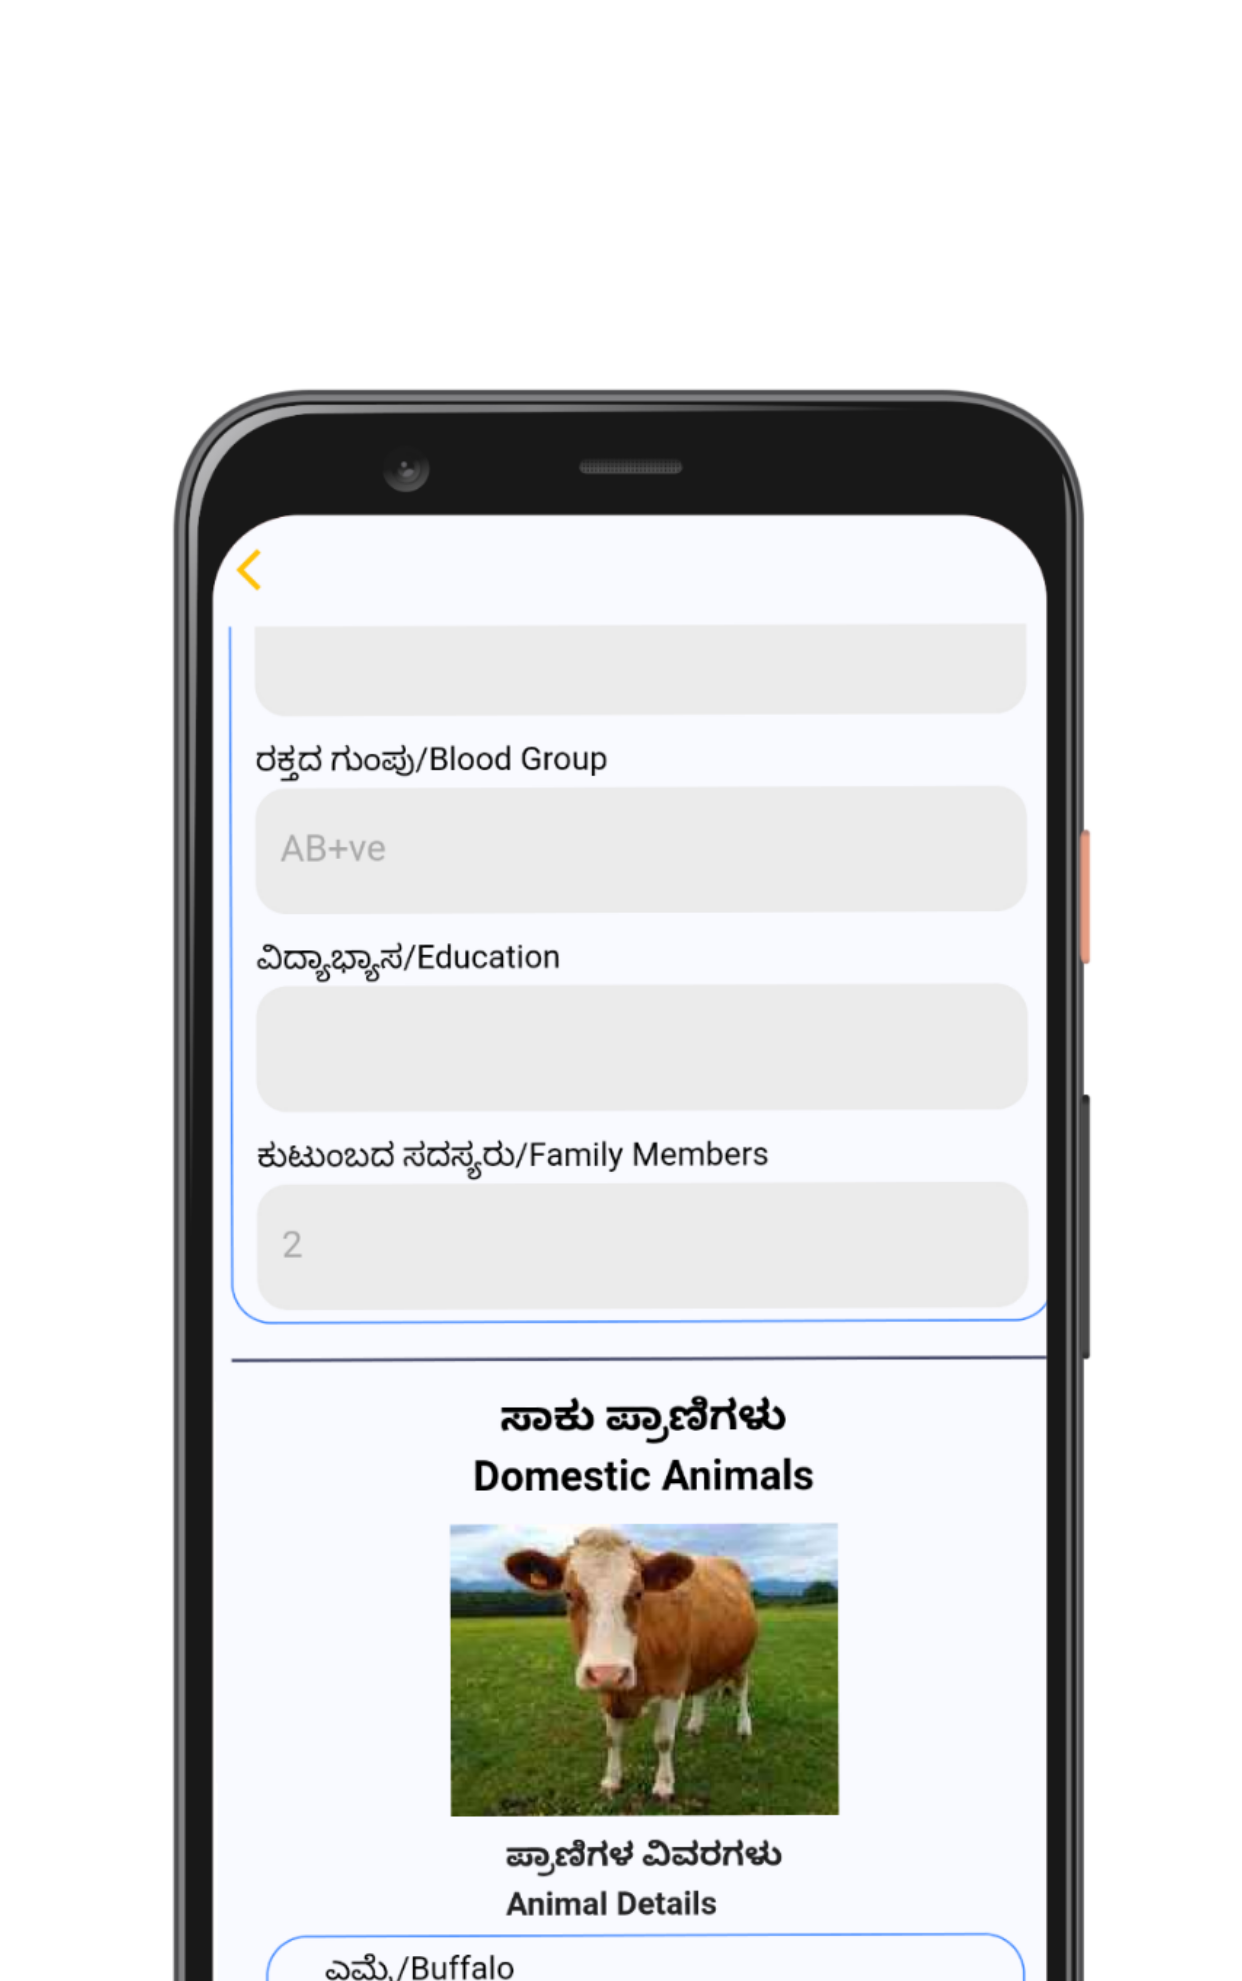 ರಕ್ತದ ಗುಂಪು/Blood Group
AB+ve
ವಿದ್ಯಾಭ್ಯಾಸ/Education
ಕುಟುಂಬದ ಸದಸ್ಯರು/Family Members
2
ಸಾಕು ಪ್ರಾಣಿಗಳು
Domestic Animals
ಪ್ರಾಣಿಗಳ ವಿವರಗಳು
Animal Details
ಎಮ್ಮೆ/Buffalo